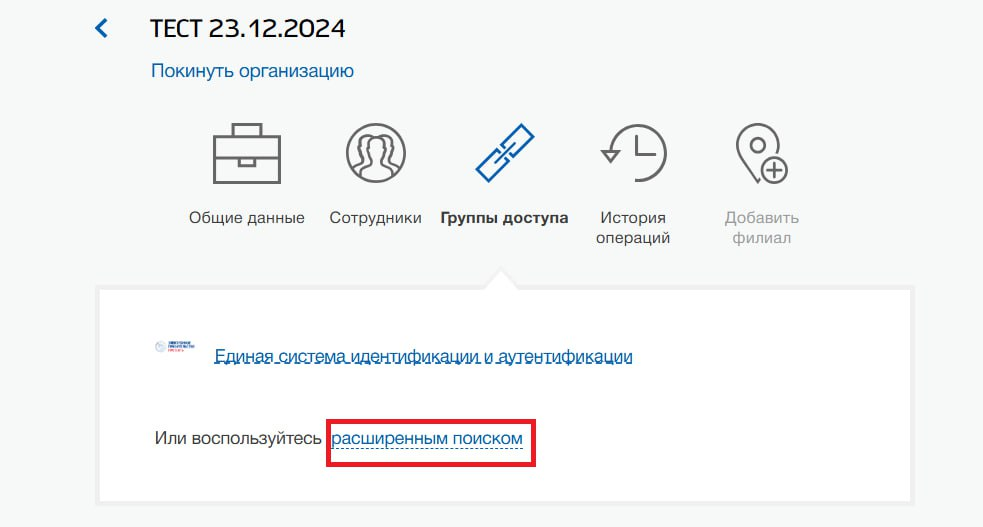 ТЕСТ 23.12.2024
Покинуть организацию
Общие данные
Сотрудники
Группы доступа
История
операций
Добавить
филиал
Единая система идентификации и аутентификации
Или воспользуйтесь расширенным поиском